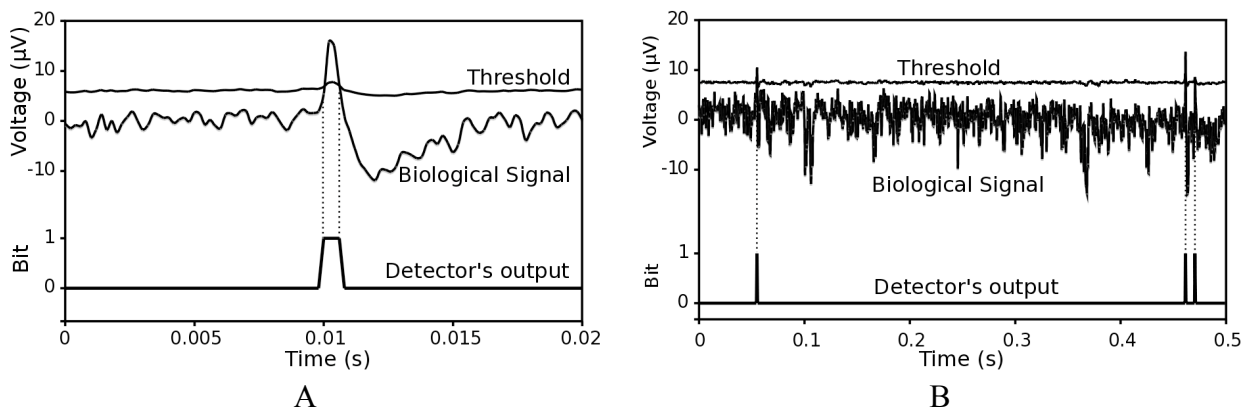 20
10
0
-10
Voltage (μV)
Threshold
Biological Signal
1
0
Bit
Detector's output
0 0.005 0.01 0.015 0.02
Time (s)
A
20
10
0
-10
Voltage (μV)
Threshold
Biological Signal
1
0
Bit
Detector's output
0 0.1 0.2 0.3 0.4 0.5
Time (s)
B